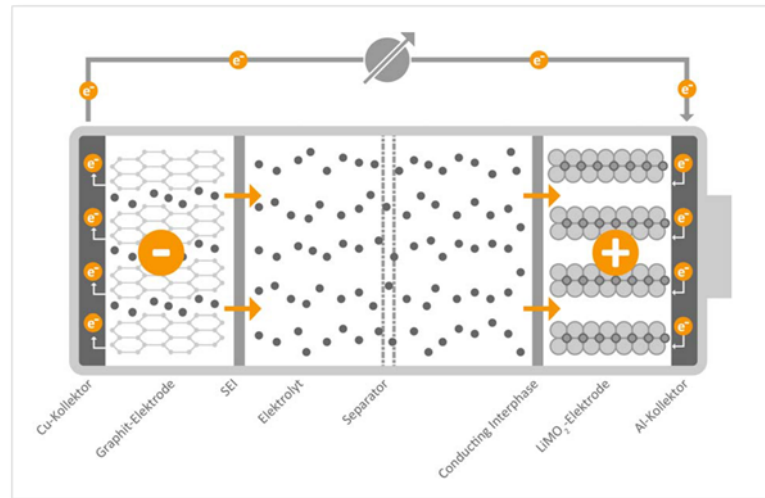 e⁻ e⁻
e⁻ e⁻
e⁻ e⁻
e⁻ e⁻
- +
e⁻ e⁻
e⁻ e⁻
Cu-Kollektor
Graphit-Elektrode
SEI
Elektrolyt
Separator
Conducting Interphase
LiMO₂-Elektrode
Al-Kollektor